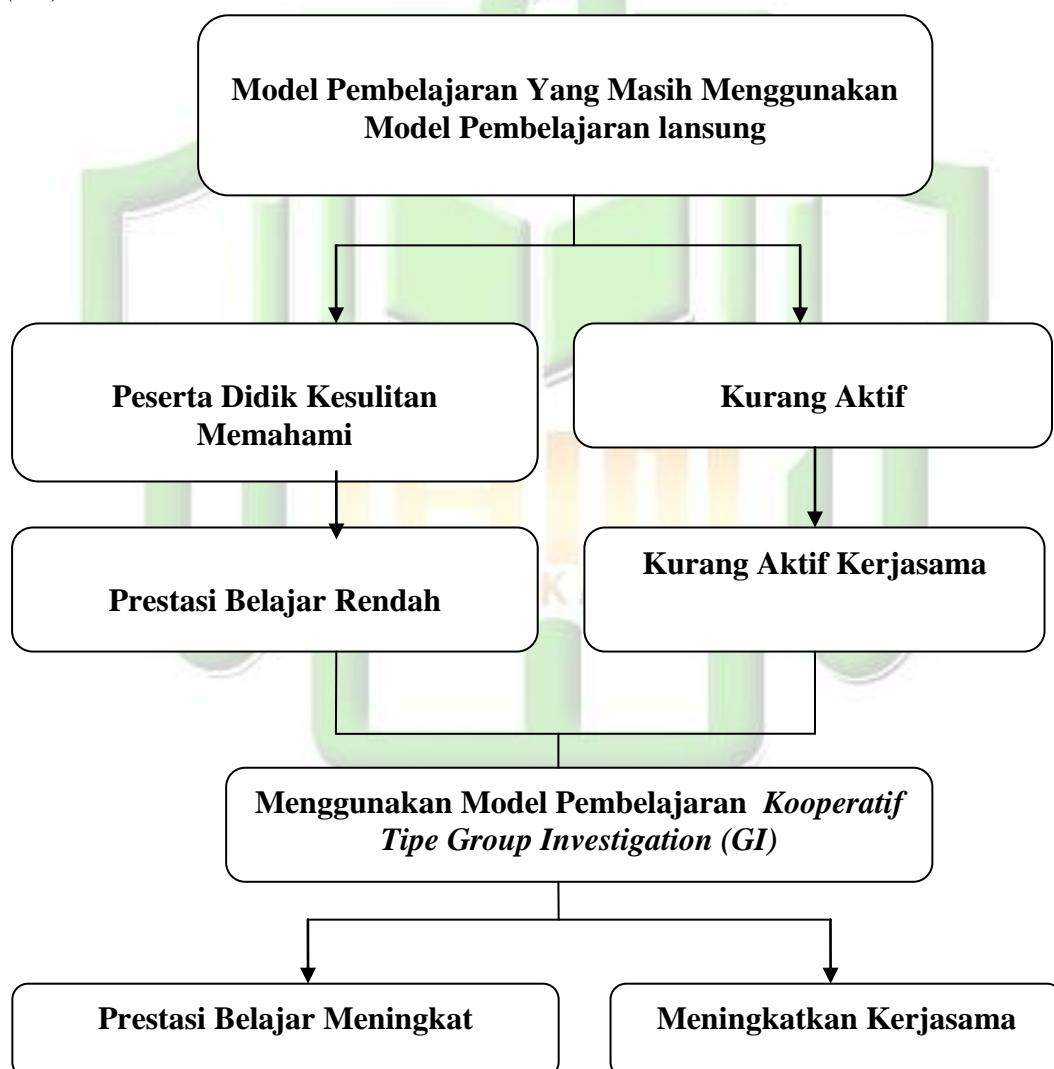 Model Pembelajaran Yang Masih Menggunakan
Model Pembelajaran lansung
Peserta Didik Kesulitan
Memahami
Kurang Aktif
Prestasi Belajar Rendah
Kurang Aktif Kerjasama
Menggunakan Model Pembelajaran Kooperatif
Tipe Group Investigation (GI)
Prestasi Belajar Meningkat
Meningkatkan Kerjasama